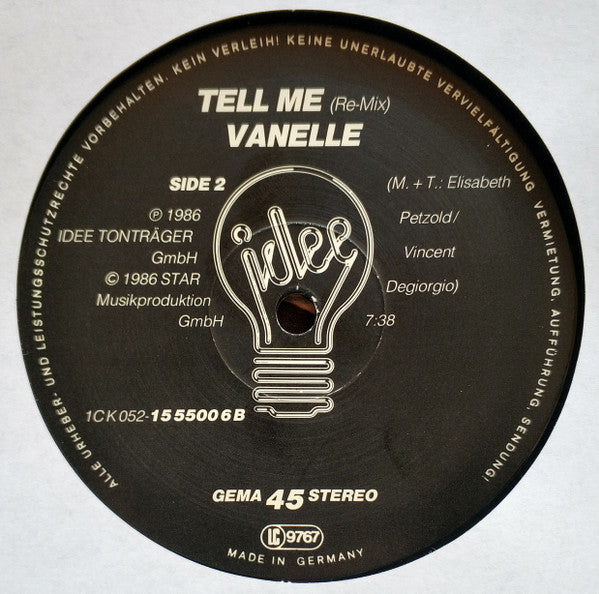 ALLE URHEBER- UND LEISTUNGSSCHUTZRECHTE VORBEHALTEN. KEIN VERLEIH! KEINE UNERLAUBTE VERVIELFÄLTIGUNG, VERMIETUNG, AUFFÜHRUNG, SENDUNG!
TELL ME (Re-Mix)
VANELLE
SIDE 2
℗ 1986
IDEE TONTRÄGER
GmbH
© 1986 STAR
Musikproduktion
GmbH
idee
(M. + T.: Elisabeth
Petzold/
Vincent
Degiorgio)
7:38
1C K 052-15 5500 6 B
GEMA 45 STEREO
LC 9767
MADE IN GERMANY